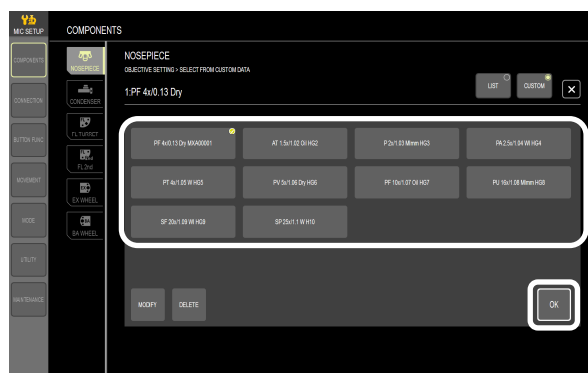 MIC SETUP
COMPONENTS
COMPONENTS
CONNECTION
BUTTON FUNC
MOVEMENT
MODE
UTILITY
MAINTENANCE
NOSEPIECE
CONDENSER
FL TURRET
FL 2nd
EX WHEEL
BA WHEEL
NOSEPIECE
OBJECTIVE SETTING > SELECT FROM CUSTOM DATA
1:PF 4x/0.13 Dry
LIST
CUSTOM
PF 4x/0.13 Dry MXA00001
AT 1.5x/1.02 Oil HG2
P 2x/1.03 MImm HG3
PA 2.5x/1.04 WI HG4
PT 4x/1.05 W HG5
PV 5x/1.06 Dry HG6
PF 10x/1.07 Oil HG7
PU 16x/1.08 MImm HG8
SF 20x/1.09 WI HG9
SP 25x/1.1 W H10
MODIFY
DELETE
OK